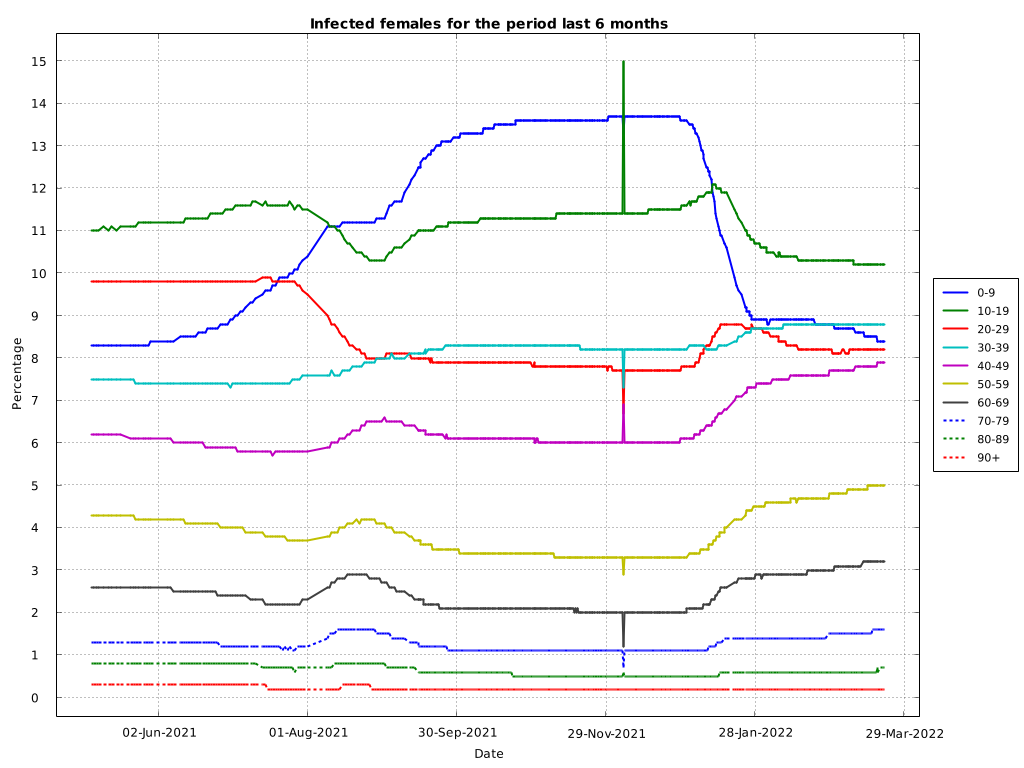 Infected females for the period last 6 months
Percentage
15
14
13
12
11
10
9
8
7
6
5
4
3
2
1
0
02-Jun-2021
01-Aug-2021
30-Sep-2021
29-Nov-2021
28-Jan-2022
29-Mar-2022
Date
0-9
10-19
20-29
30-39
40-49
50-59
60-69
70-79
80-89
90+